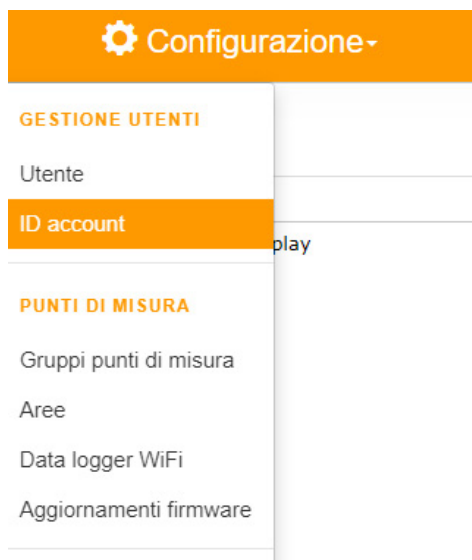 Configurazione
GESTIONE UTENTI
Utente
ID account
play
PUNTI DI MISURA
Gruppi punti di misura
Aree
Data logger WiFi
Aggiornamenti firmware